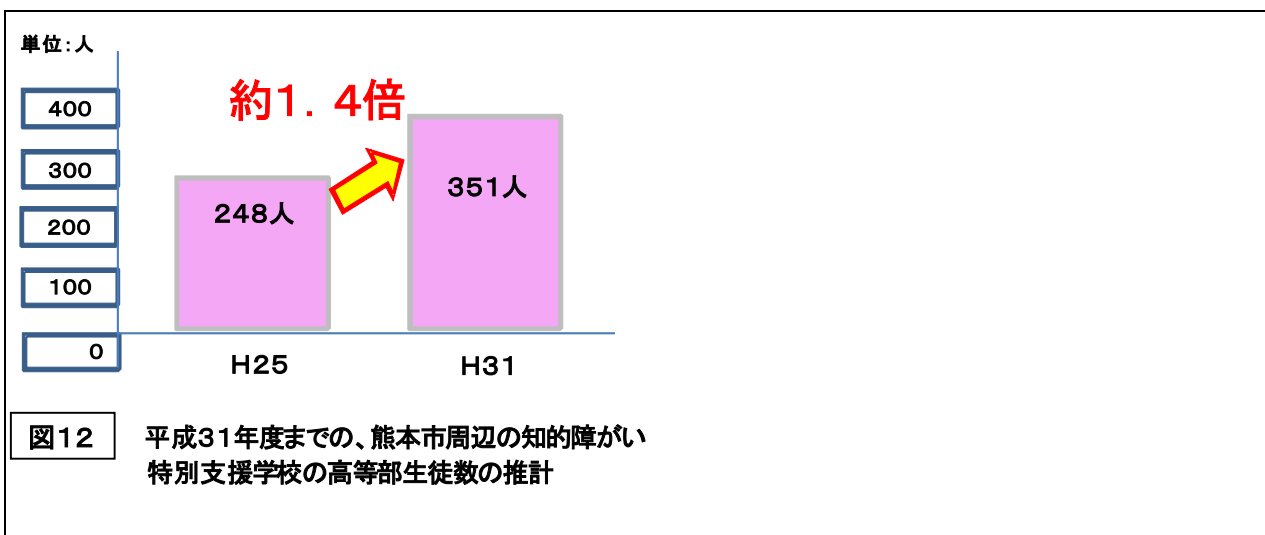 単位:人
約1．4倍
400
300
200
100
0
248人
351人
H25
H31
図12
平成31年度までの、熊本市周辺の知的障がい
特別支援学校の高等部生徒数の推計